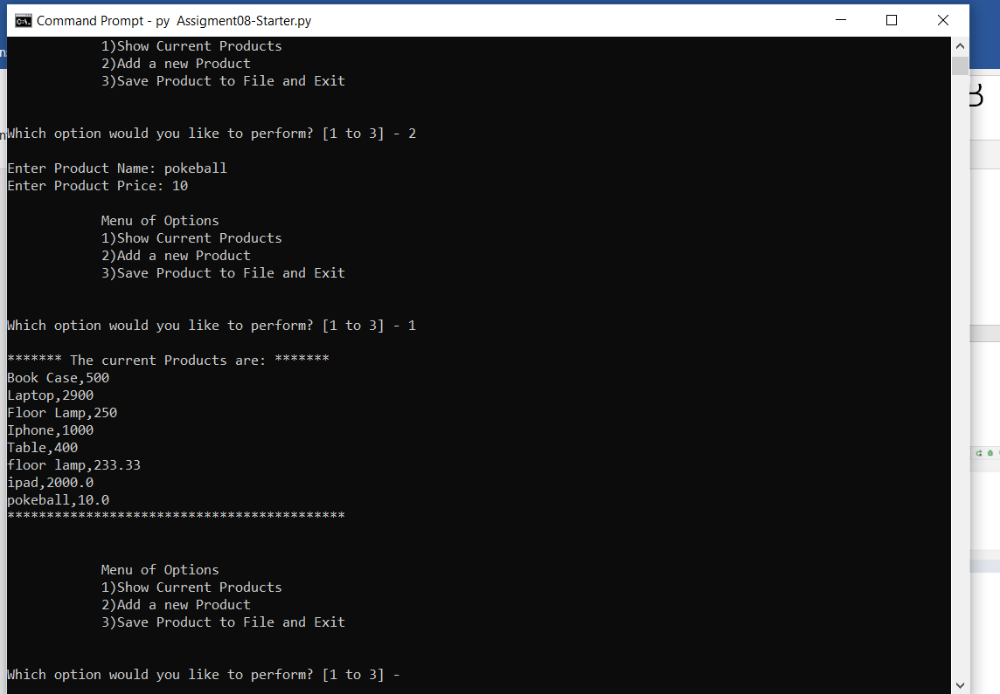 Command Prompt - py  Assigment08-Starter.py
1)Show Current Products
2)Add a new Product
3)Save Product to File and Exit
Which option would you like to perform? [1 to 3] - 2
Enter Product Name: pokeball
Enter Product Price: 10
Menu of Options
1)Show Current Products
2)Add a new Product
3)Save Product to File and Exit
Which option would you like to perform? [1 to 3] - 1
******* The current Products are: *******
Book Case,500
Laptop,2900
Floor Lamp,250
Iphone,1000
Table,400
floor lamp,233.33
ipad,2000.0
pokeball,10.0
*******************************************
Menu of Options
1)Show Current Products
2)Add a new Product
3)Save Product to File and Exit
Which option would you like to perform? [1 to 3] -